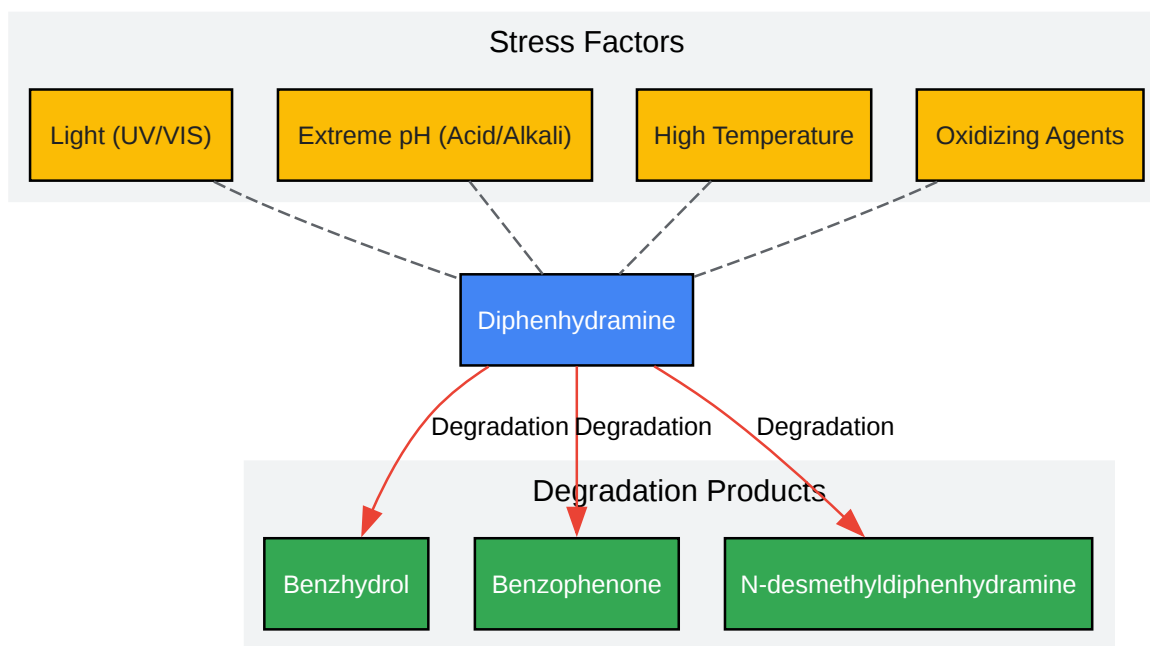 Stress Factors
Light (UV/VIS)
Extreme pH (Acid/Alkali)
High Temperature
Oxidizing Agents
Diphenhydramine
Degradation
Degradation
Degradation
Degradation Products
Benzhydrol
Benzophenone
N-desmethyldiphenhydramine